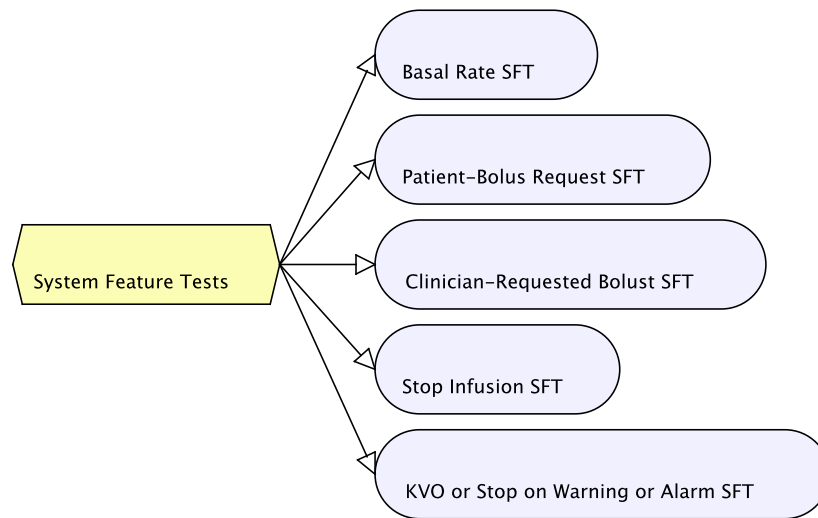 Basal Rate SFT
Patient-Bolus Request SFT
System Feature Tests
Clinician-Requested Bolust SFT
Stop Infusion SFT
KVO or Stop on Warning or Alarm SFT